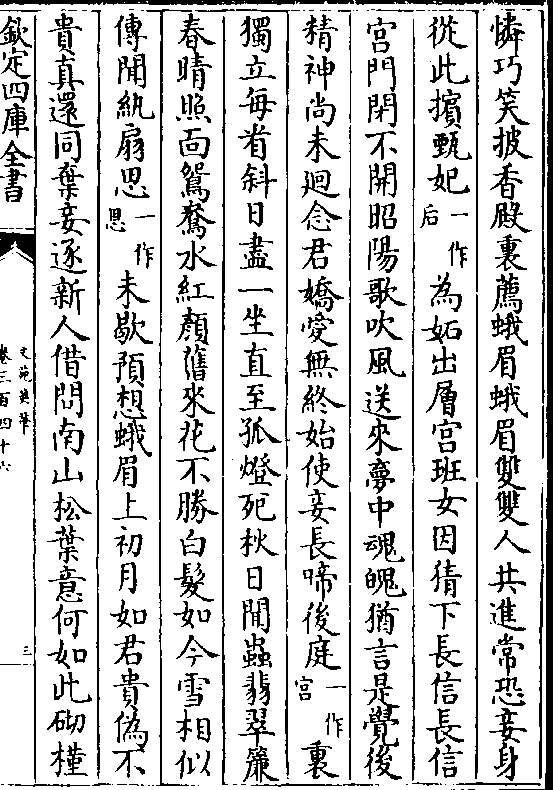 憐巧笑披香殿裏薦蛾眉蛾眉雙雙人共進常恐妾身
從此擯甄妃一作后為妬出層宮班女因猜下長信長信
宮門閉不開昭陽歌吹風送來夢中魂魄猶言是覺後
精神尚未迴念君嬌愛無終始使妾長啼後庭一作宮裏
獨立每看斜日盡一坐直至孤燈死秋日聞蟲翡翠簾
春晴照面鴛鴦水紅顏舊來花不勝白髮如今雪相似
傳聞紈扇思一作思未歇預想蛾眉上初月如君貴偽不
貴真還同棄妾逐新人借問南山松葉意何如此砌槿
欽定四庫全書
文苑英華
卷三百四十六
三